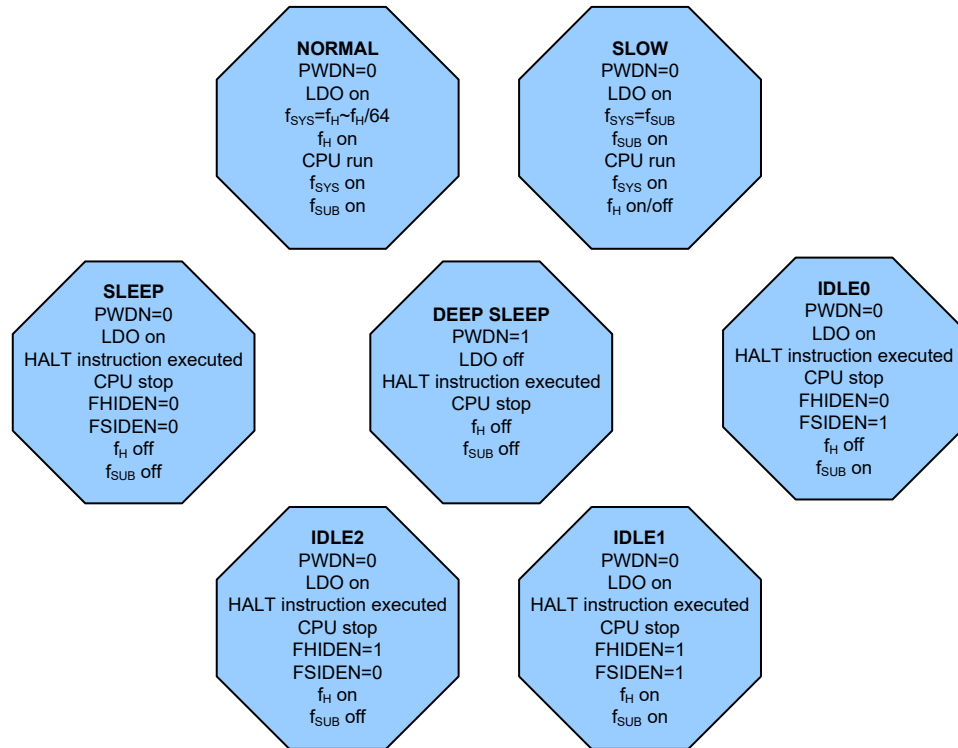 NORMAL
PWDN=0
LDO on
fSYS=fH~fH/64
fH on
CPU run
fSYS on
fSUB on
SLOW
PWDN=0
LDO on
fSYS=fSUB
fSUB on
CPU run
fSYS on
fH on/off
SLEEP
PWDN=0
LDO on
HALT instruction executed
CPU stop
FHIDEN=0
FSIDEN=0
fH off
fSUB off
DEEP SLEEP
PWDN=1
LDO off
HALT instruction executed
CPU stop
fH off
fSUB off
IDLE0
PWDN=0
LDO on
HALT instruction executed
CPU stop
FHIDEN=0
FSIDEN=1
fH off
fSUB on
IDLE2
PWDN=0
LDO on
HALT instruction executed
CPU stop
FHIDEN=1
FSIDEN=0
fH on
fSUB off
IDLE1
PWDN=0
LDO on
HALT instruction executed
CPU stop
FHIDEN=1
FSIDEN=1
fH on
fSUB on